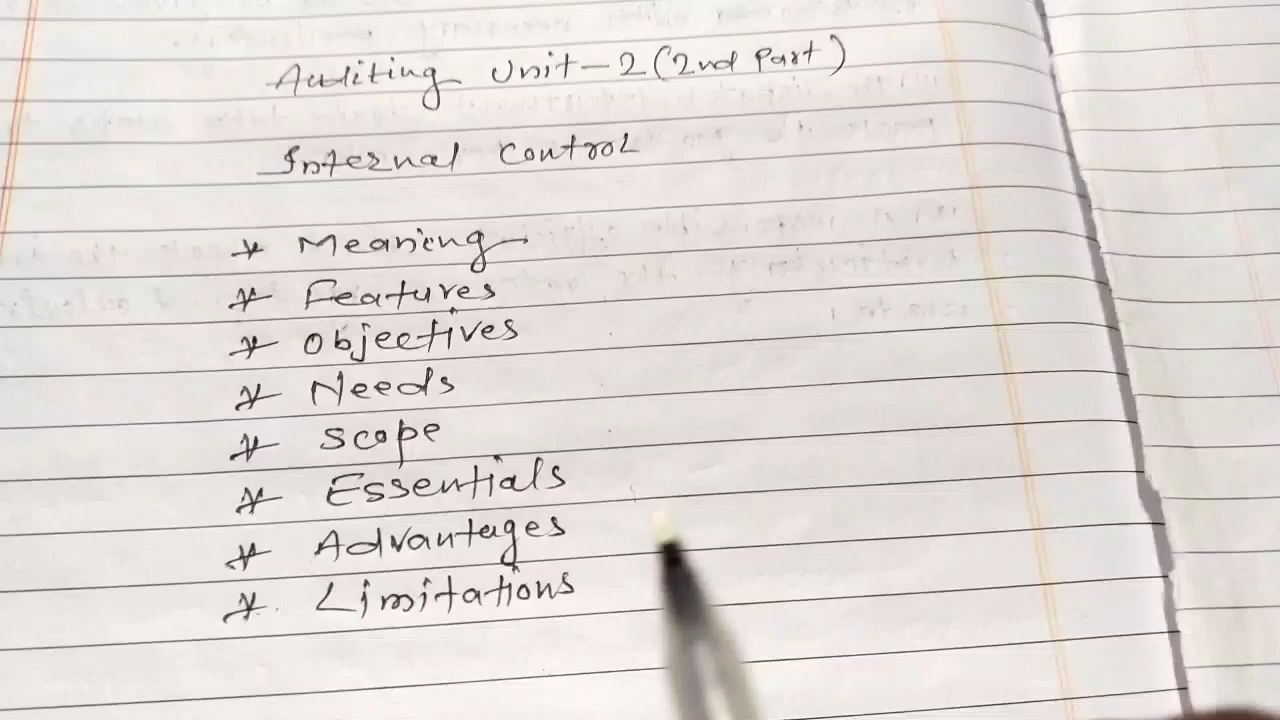 Auditing Unit-2 (2nd Part)
Internal Control
* Meaning
* Features
* Objectives
* Needs
* Scope
* Essentials
* Advantages
* Limitations